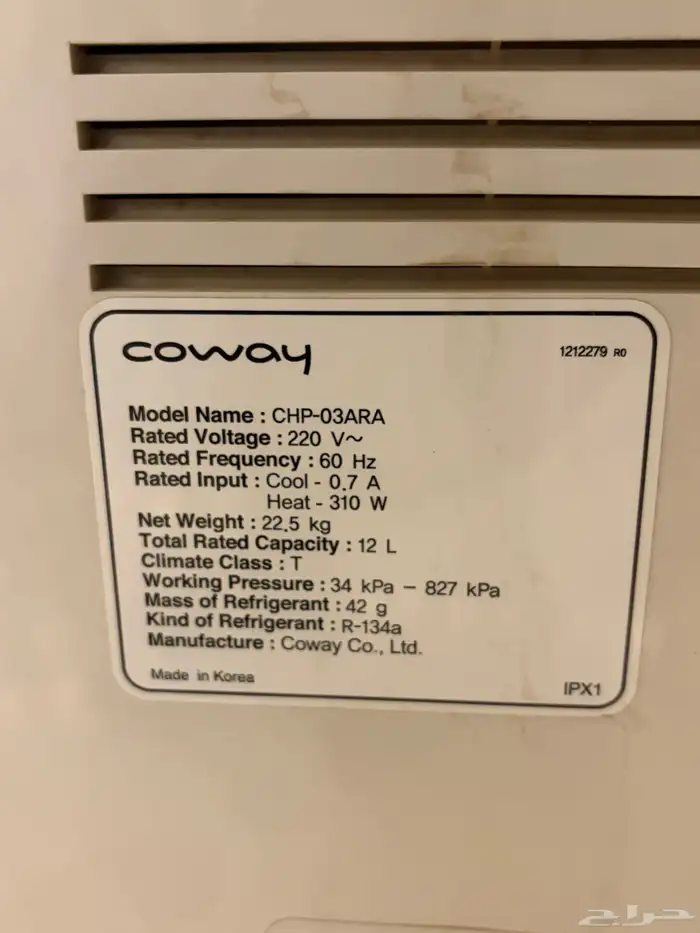 coway
1212279 R0
Model Name : CHP-03ARA
Rated Voltage : 220 V~
Rated Frequency : 60 Hz
Rated Input : Cool - 0.7 A
Heat - 310 W
Net Weight : 22.5 kg
Total Rated Capacity : 12 L
Climate Class : T
Working Pressure : 34 kPa – 827 kPa
Mass of Refrigerant : 42 g
Kind of Refrigerant : R-134a
Manufacture : Coway Co., Ltd.
Made in Korea
IPX1
حراج